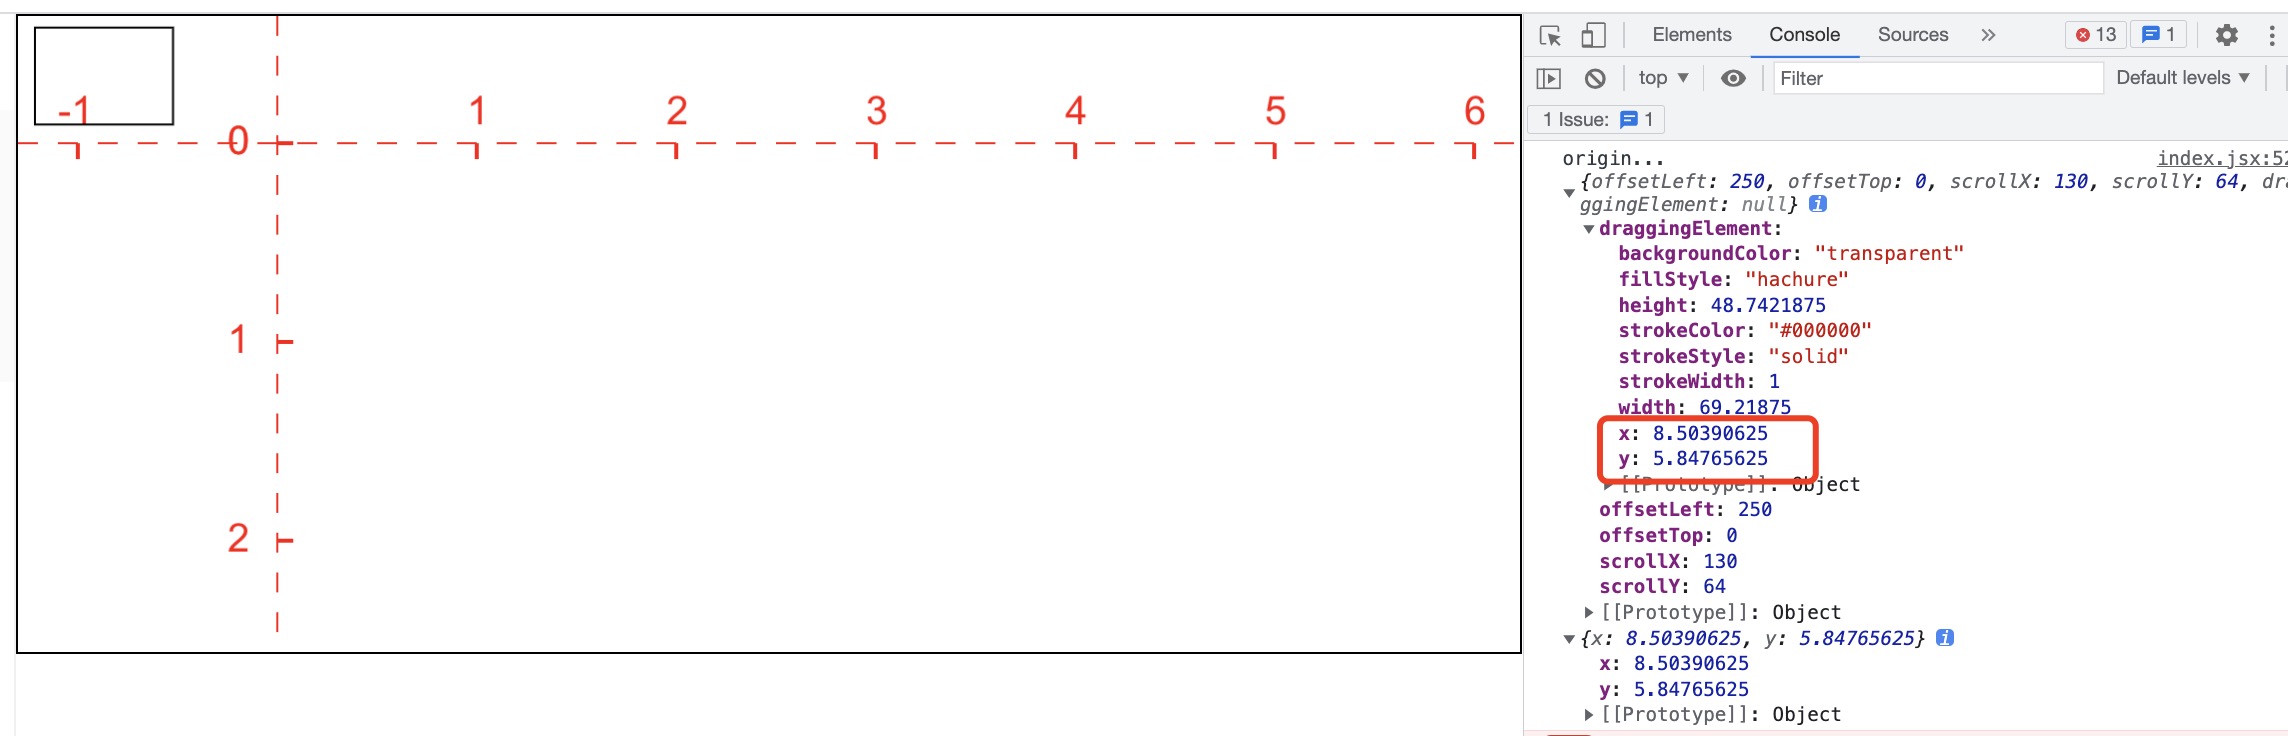 -1
1
2
3
4
5
6
0
1
2
Elements
Console
Sources
»
13
1
top ▼
Filter
Default levels ▼
1 Issue:
1
origin...
index.jsx:52
{offsetLeft: 250, offsetTop: 0, scrollX: 130, scrollY: 64, dra
ggingElement: null}
draggingElement:
backgroundColor: "transparent"
fillStyle: "hachure"
height: 48.7421875
strokeColor: "#000000"
strokeStyle: "solid"
strokeWidth: 1
width: 69.21875
x: 8.50390625
y: 5.84765625
[[Prototype]]: Object
offsetLeft: 250
offsetTop: 0
scrollX: 130
scrollY: 64
[[Prototype]]: Object
{x: 8.50390625, y: 5.84765625}
x: 8.50390625
y: 5.84765625
[[Prototype]]: Object